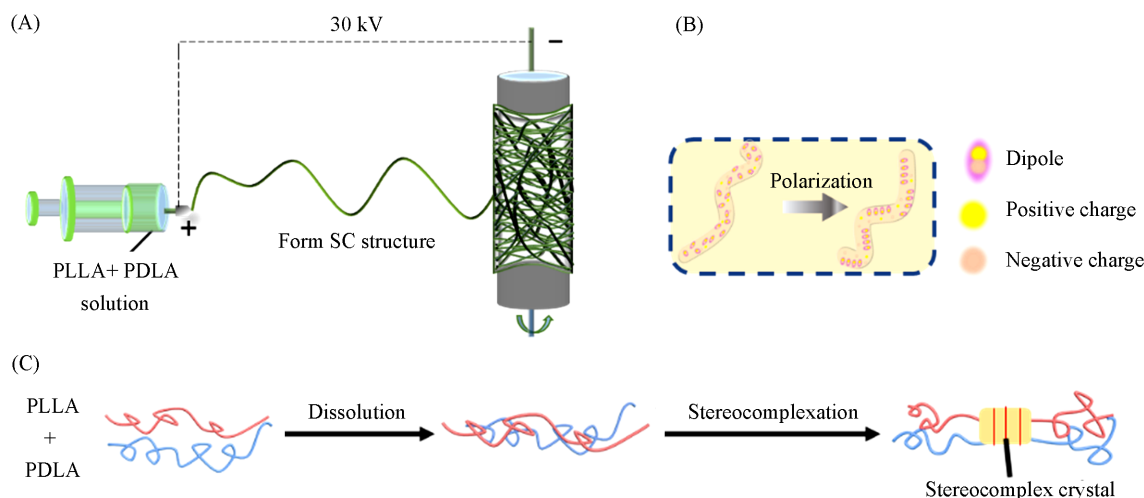 (A)
30 kV
−
+
PLLA+ PDLA
solution
Form SC structure
(B)
Polarization
Dipole
Positive charge
Negative charge
(C)
PLLA
+
PDLA
Dissolution
Stereocomplexation
Stereocomplex crystal